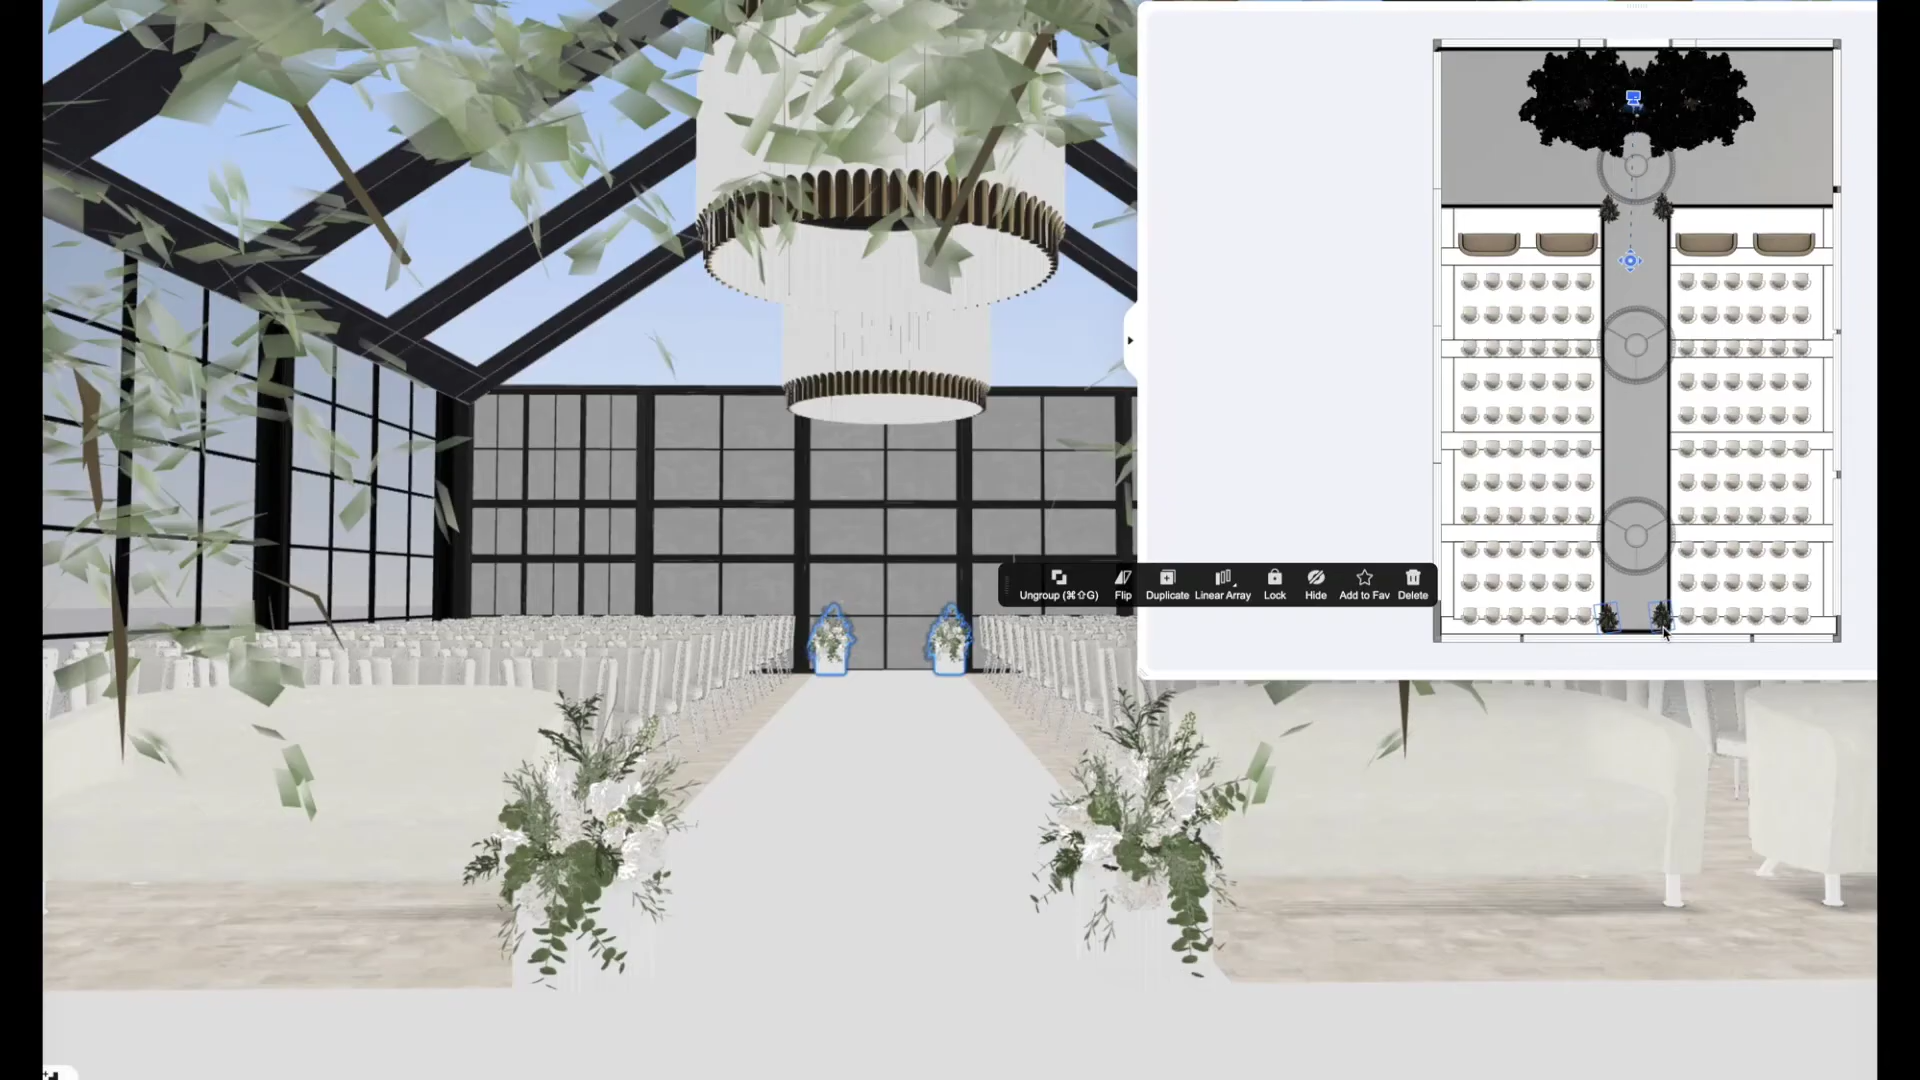 Ungroup (⌘⇧G) Flip Duplicate Linear Array Lock Hide Add to Fav Delete